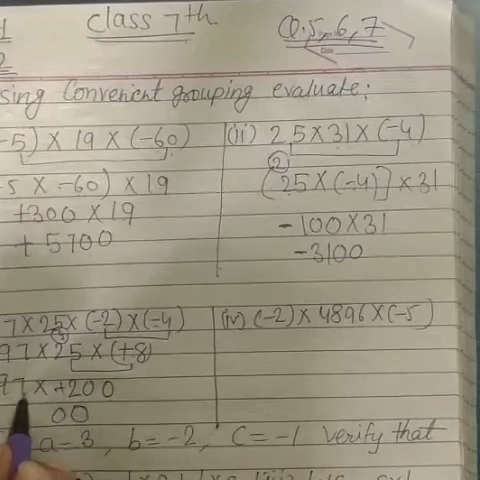 Class 7th
Q.5, 6, 7
sing Convenient grouping evaluate:
-5) X 19 X (-60)
5 X -60) X 19
+300 X 19
+ 5700
(ii) 25 X 31 X (-4)
(25 X (-4)] X 31
-100 X 31
-3100
7 X 25 X (-2) X (-4)
97 X 25 X (+8)
X +200
00
(iv) (-2) X 4896 X (-5)
a=3, b=-2, C=-1 verify that